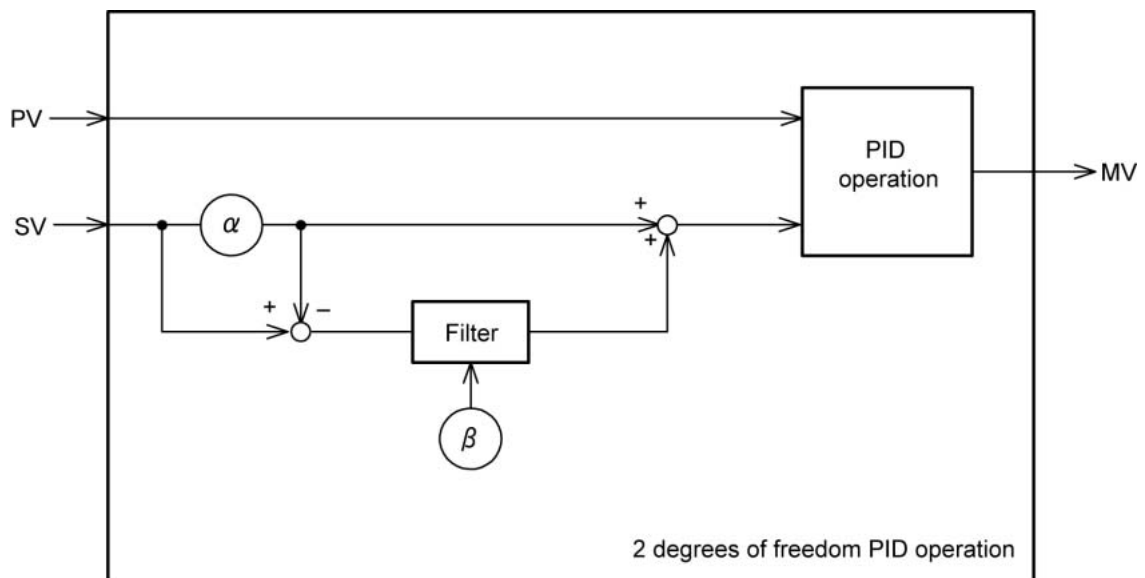 PV
PID
operation
MV
SV
α
+
+
+
−
Filter
β
2 degrees of freedom PID operation